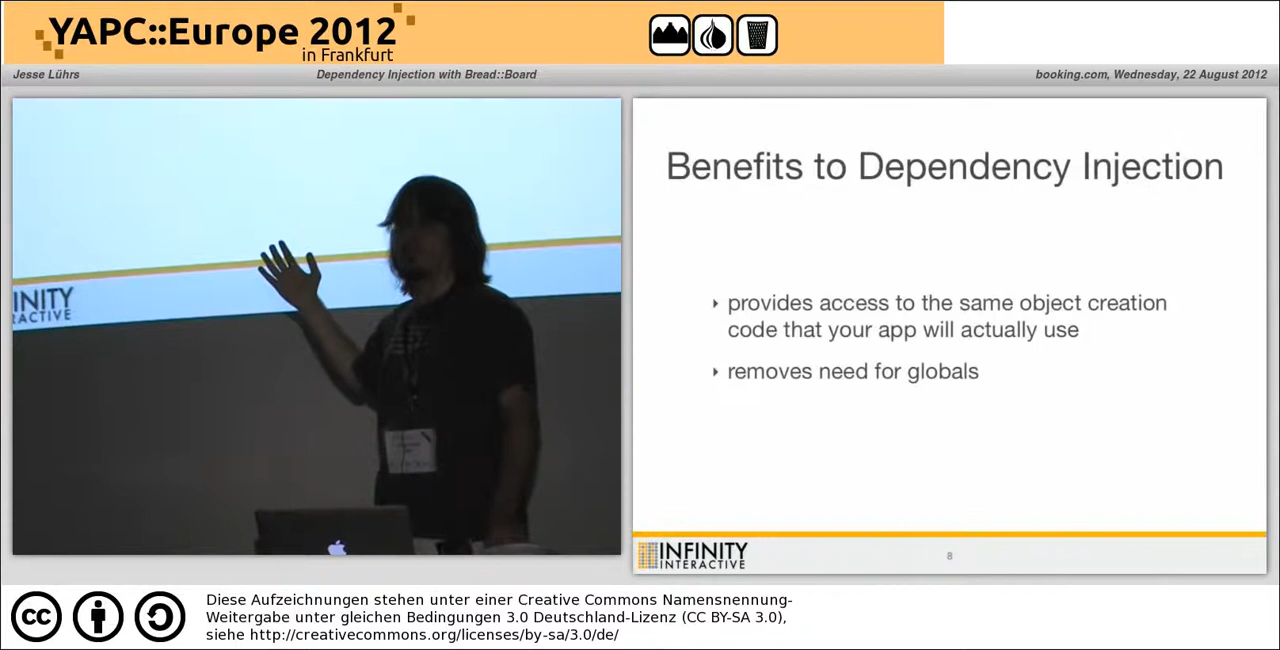 YAPC::Europe 2012
in Frankfurt
Jesse Lührs
Dependency Injection with Bread::Board
booking.com, Wednesday, 22 August 2012
INITY
RACTIVE
Benefits to Dependency Injection
‣ provides access to the same object creation
code that your app will actually use
‣ removes need for globals
INFINITY
INTERACTIVE
8
cc
Diese Aufzeichnungen stehen unter einer Creative Commons Namensnennung-
Weitergabe unter gleichen Bedingungen 3.0 Deutschland-Lizenz (CC BY-SA 3.0),
siehe http://creativecommons.org/licenses/by-sa/3.0/de/